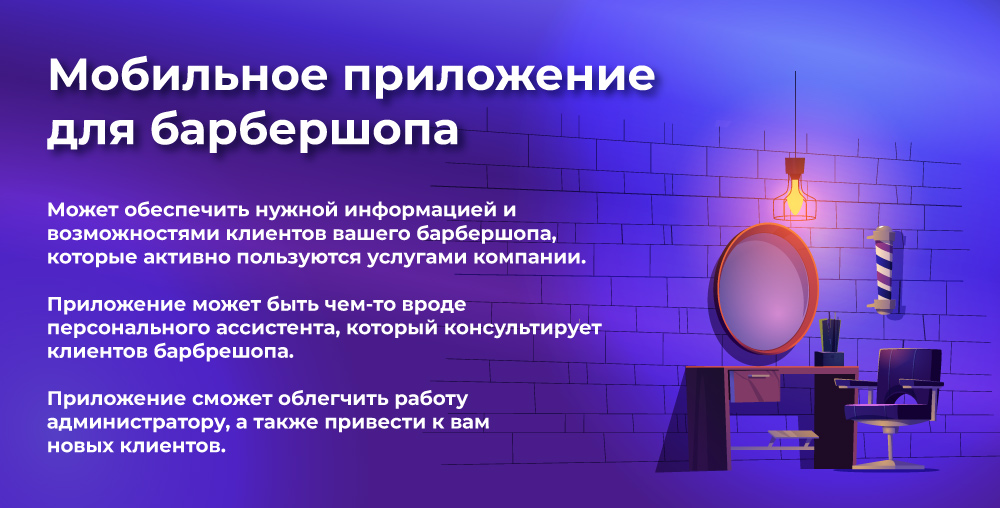 Мобильное приложение
для барбершопа
Может обеспечить нужной информацией и
возможностями клиентов вашего барбершопа,
которые активно пользуются услугами компании.
Приложение может быть чем-то вроде
персонального ассистента, который консультирует
клиентов барбрешопа.
Приложение сможет облегчить работу
администратору, а также привести к вам
новых клиентов.